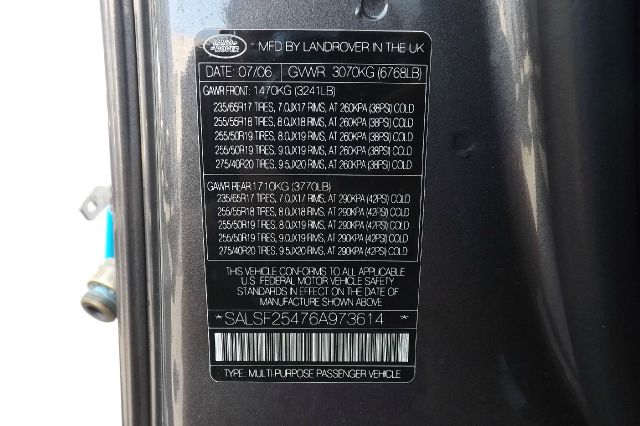 LAND ROVER MFD BY LANDROVER IN THE UK
DATE: 07/06 GVWR 3070KG (6768LB)
GAWR FRONT: 1470KG (3241LB)
235/65R17 TIRES, 7.0JX17 RIMS, AT 260KPA (38PSI) COLD
255/55R18 TIRES, 8.0JX18 RIMS, AT 260KPA (38PSI) COLD
255/50R19 TIRES, 8.0JX19 RIMS, AT 260KPA (38PSI) COLD
255/50R19 TIRES, 9.0JX19 RIMS, AT 260KPA (38PSI) COLD
275/40R20 TIRES, 9.5JX20 RIMS, AT 260KPA (38PSI) COLD
GAWR REAR 1710KG (3770LB)
235/65R17 TIRES, 7.0JX17 RIMS, AT 290KPA (42PSI) COLD
255/55R18 TIRES, 8.0JX18 RIMS, AT 290KPA (42PSI) COLD
255/50R19 TIRES, 8.0JX19 RIMS, AT 290KPA (42PSI) COLD
255/50R19 TIRES, 9.0JX19 RIMS, AT 290KPA (42PSI) COLD
275/40R20 TIRES, 9.5JX20 RIMS, AT 290KPA (42PSI) COLD
THIS VEHICLE CONFORMS TO ALL APPLICABLE
U.S. FEDERAL MOTOR VEHICLE SAFETY
STANDARDS IN EFFECT ON THE DATE OF
MANUFACTURE SHOWN ABOVE.
* SALSF25476A973614 *
TYPE: MULTI-PURPOSE PASSENGER VEHICLE